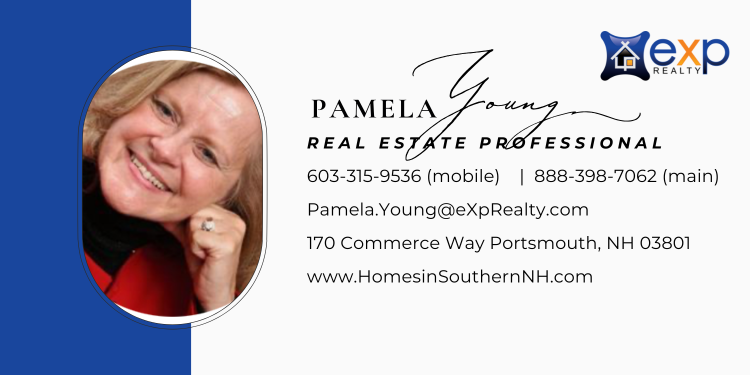 eXp
REALTY
PAMELA Young
REAL ESTATE PROFESSIONAL
603-315-9536 (mobile) | 888-398-7062 (main)
Pamela.Young@eXpRealty.com
170 Commerce Way Portsmouth, NH 03801
www.HomesinSouthernNH.com